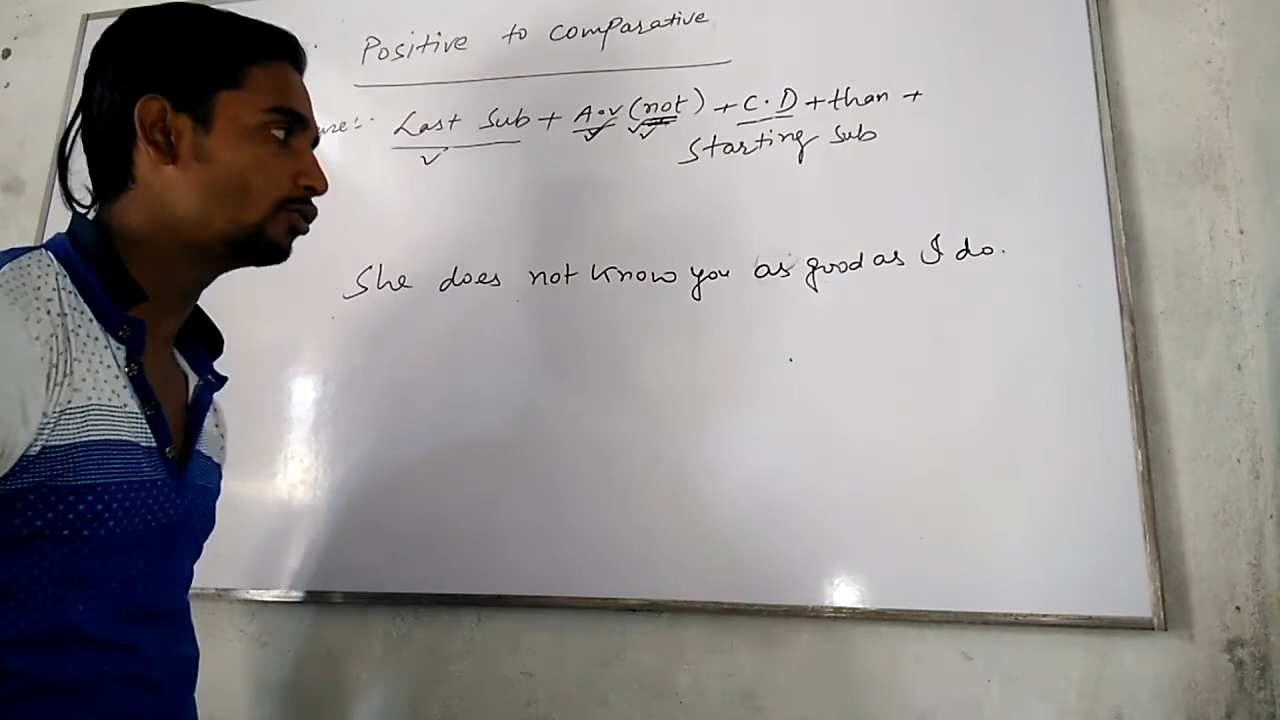 Positive to comparative
Last Sub + A.V (not) + C.D + than +
Starting Sub
She does not know you as good as I do.